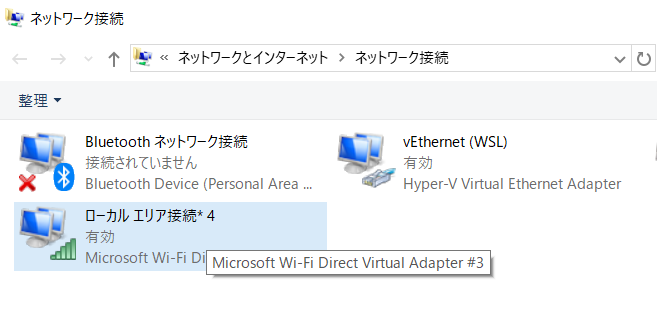 ネットワーク接続
« ネットワークとインターネット > ネットワーク接続
整理
Bluetooth ネットワーク接続
接続されていません
Bluetooth Device (Personal Area ...
vEthernet (WSL)
有効
Hyper-V Virtual Ethernet Adapter
ローカル エリア接続* 4
有効
Microsoft Wi-Fi Di
Microsoft Wi-Fi Direct Virtual Adapter #3